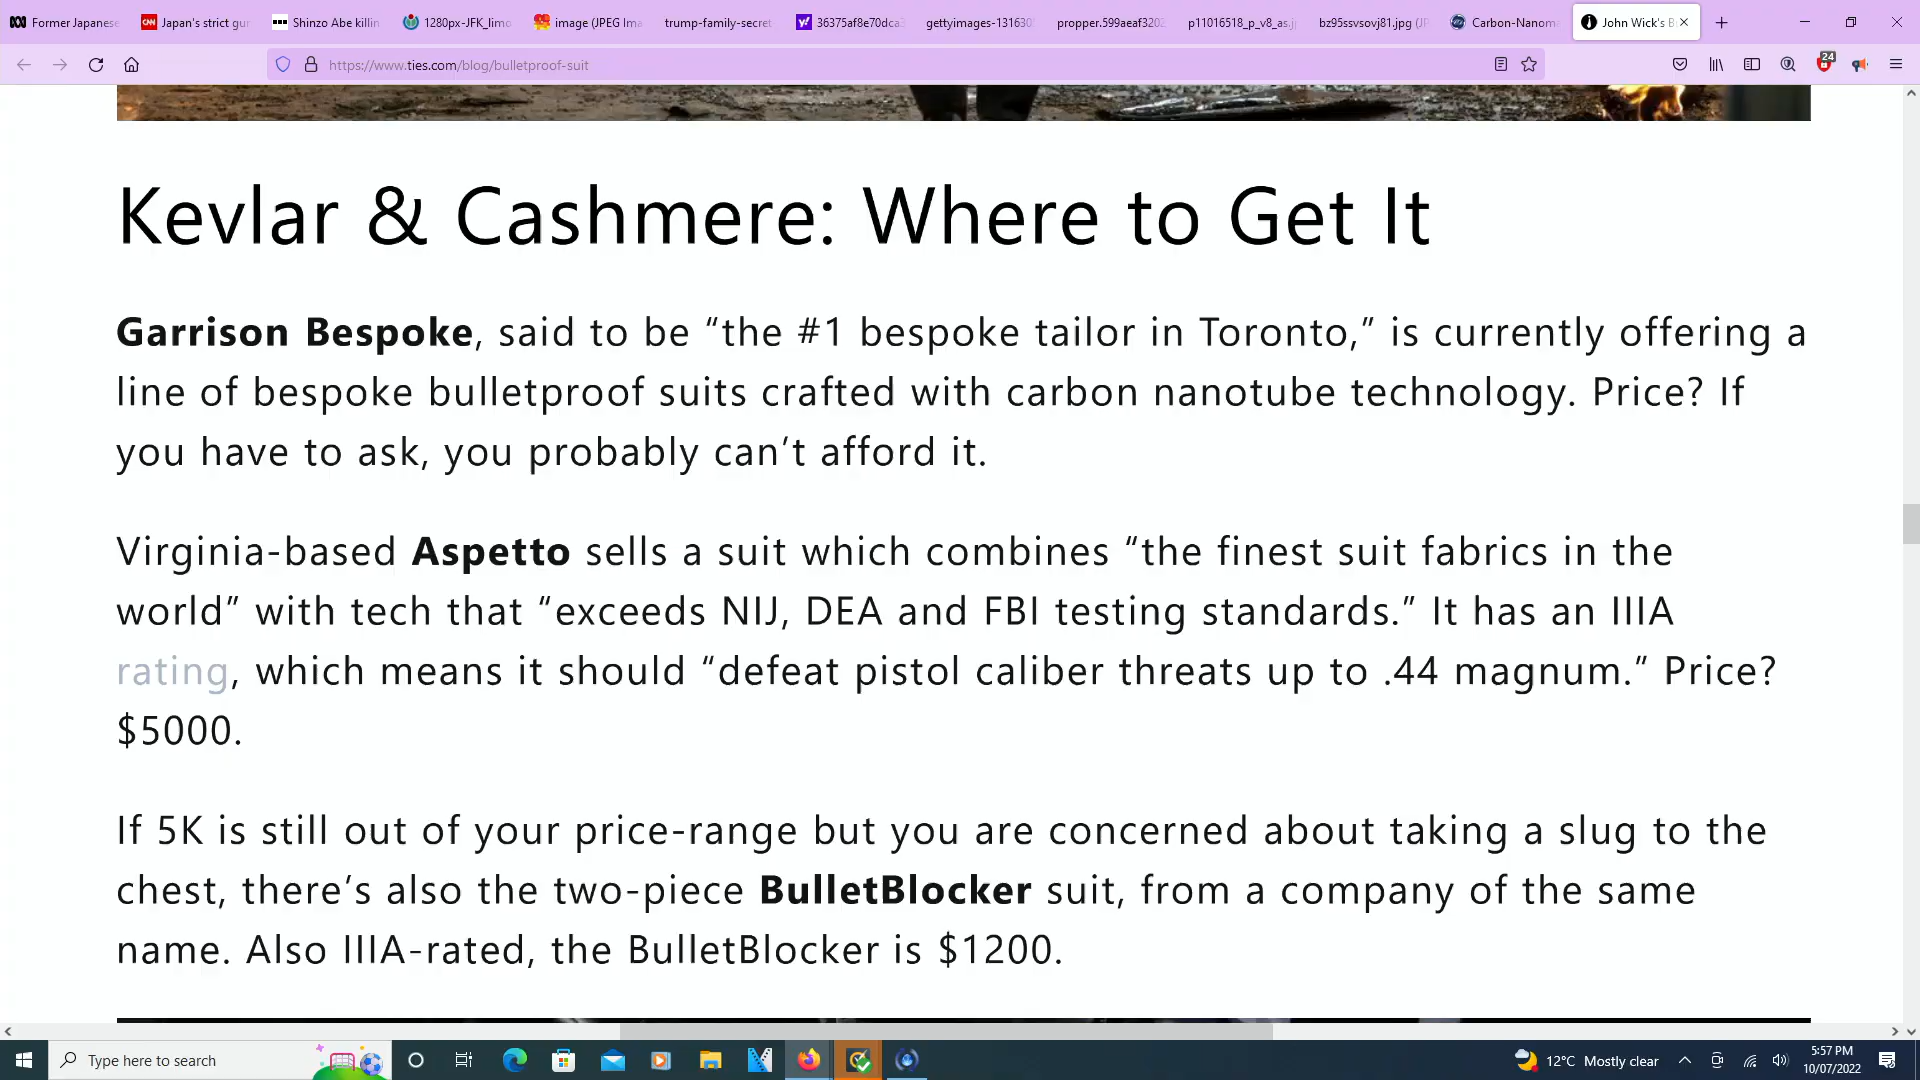 Former Japanese
Japan's strict gun
Shinzo Abe killin
1280px-JFK_limo
image (JPEG Ima
trump-family-secret
36375af8e70dca3
gettyimages-131630
propper.599aeaf3202
p11016518_p_v8_as.j
bz95ssvsovj81.jpg (JP
Carbon-Nanom
John Wick's B
https://www.ties.com/blog/bulletproof-suit
24
Kevlar & Cashmere: Where to Get It
Garrison Bespoke, said to be “the #1 bespoke tailor in Toronto,” is currently offering a
line of bespoke bulletproof suits crafted with carbon nanotube technology. Price? If
you have to ask, you probably can’t afford it.
Virginia-based Aspetto sells a suit which combines “the finest suit fabrics in the
world” with tech that “exceeds NIJ, DEA and FBI testing standards.” It has an IIIA
rating, which means it should “defeat pistol caliber threats up to .44 magnum.” Price?
$5000.
If 5K is still out of your price-range but you are concerned about taking a slug to the
chest, there’s also the two-piece BulletBlocker suit, from a company of the same
name. Also IIIA-rated, the BulletBlocker is $1200.
Type here to search
12°C Mostly clear
5:57 PM
10/07/2022